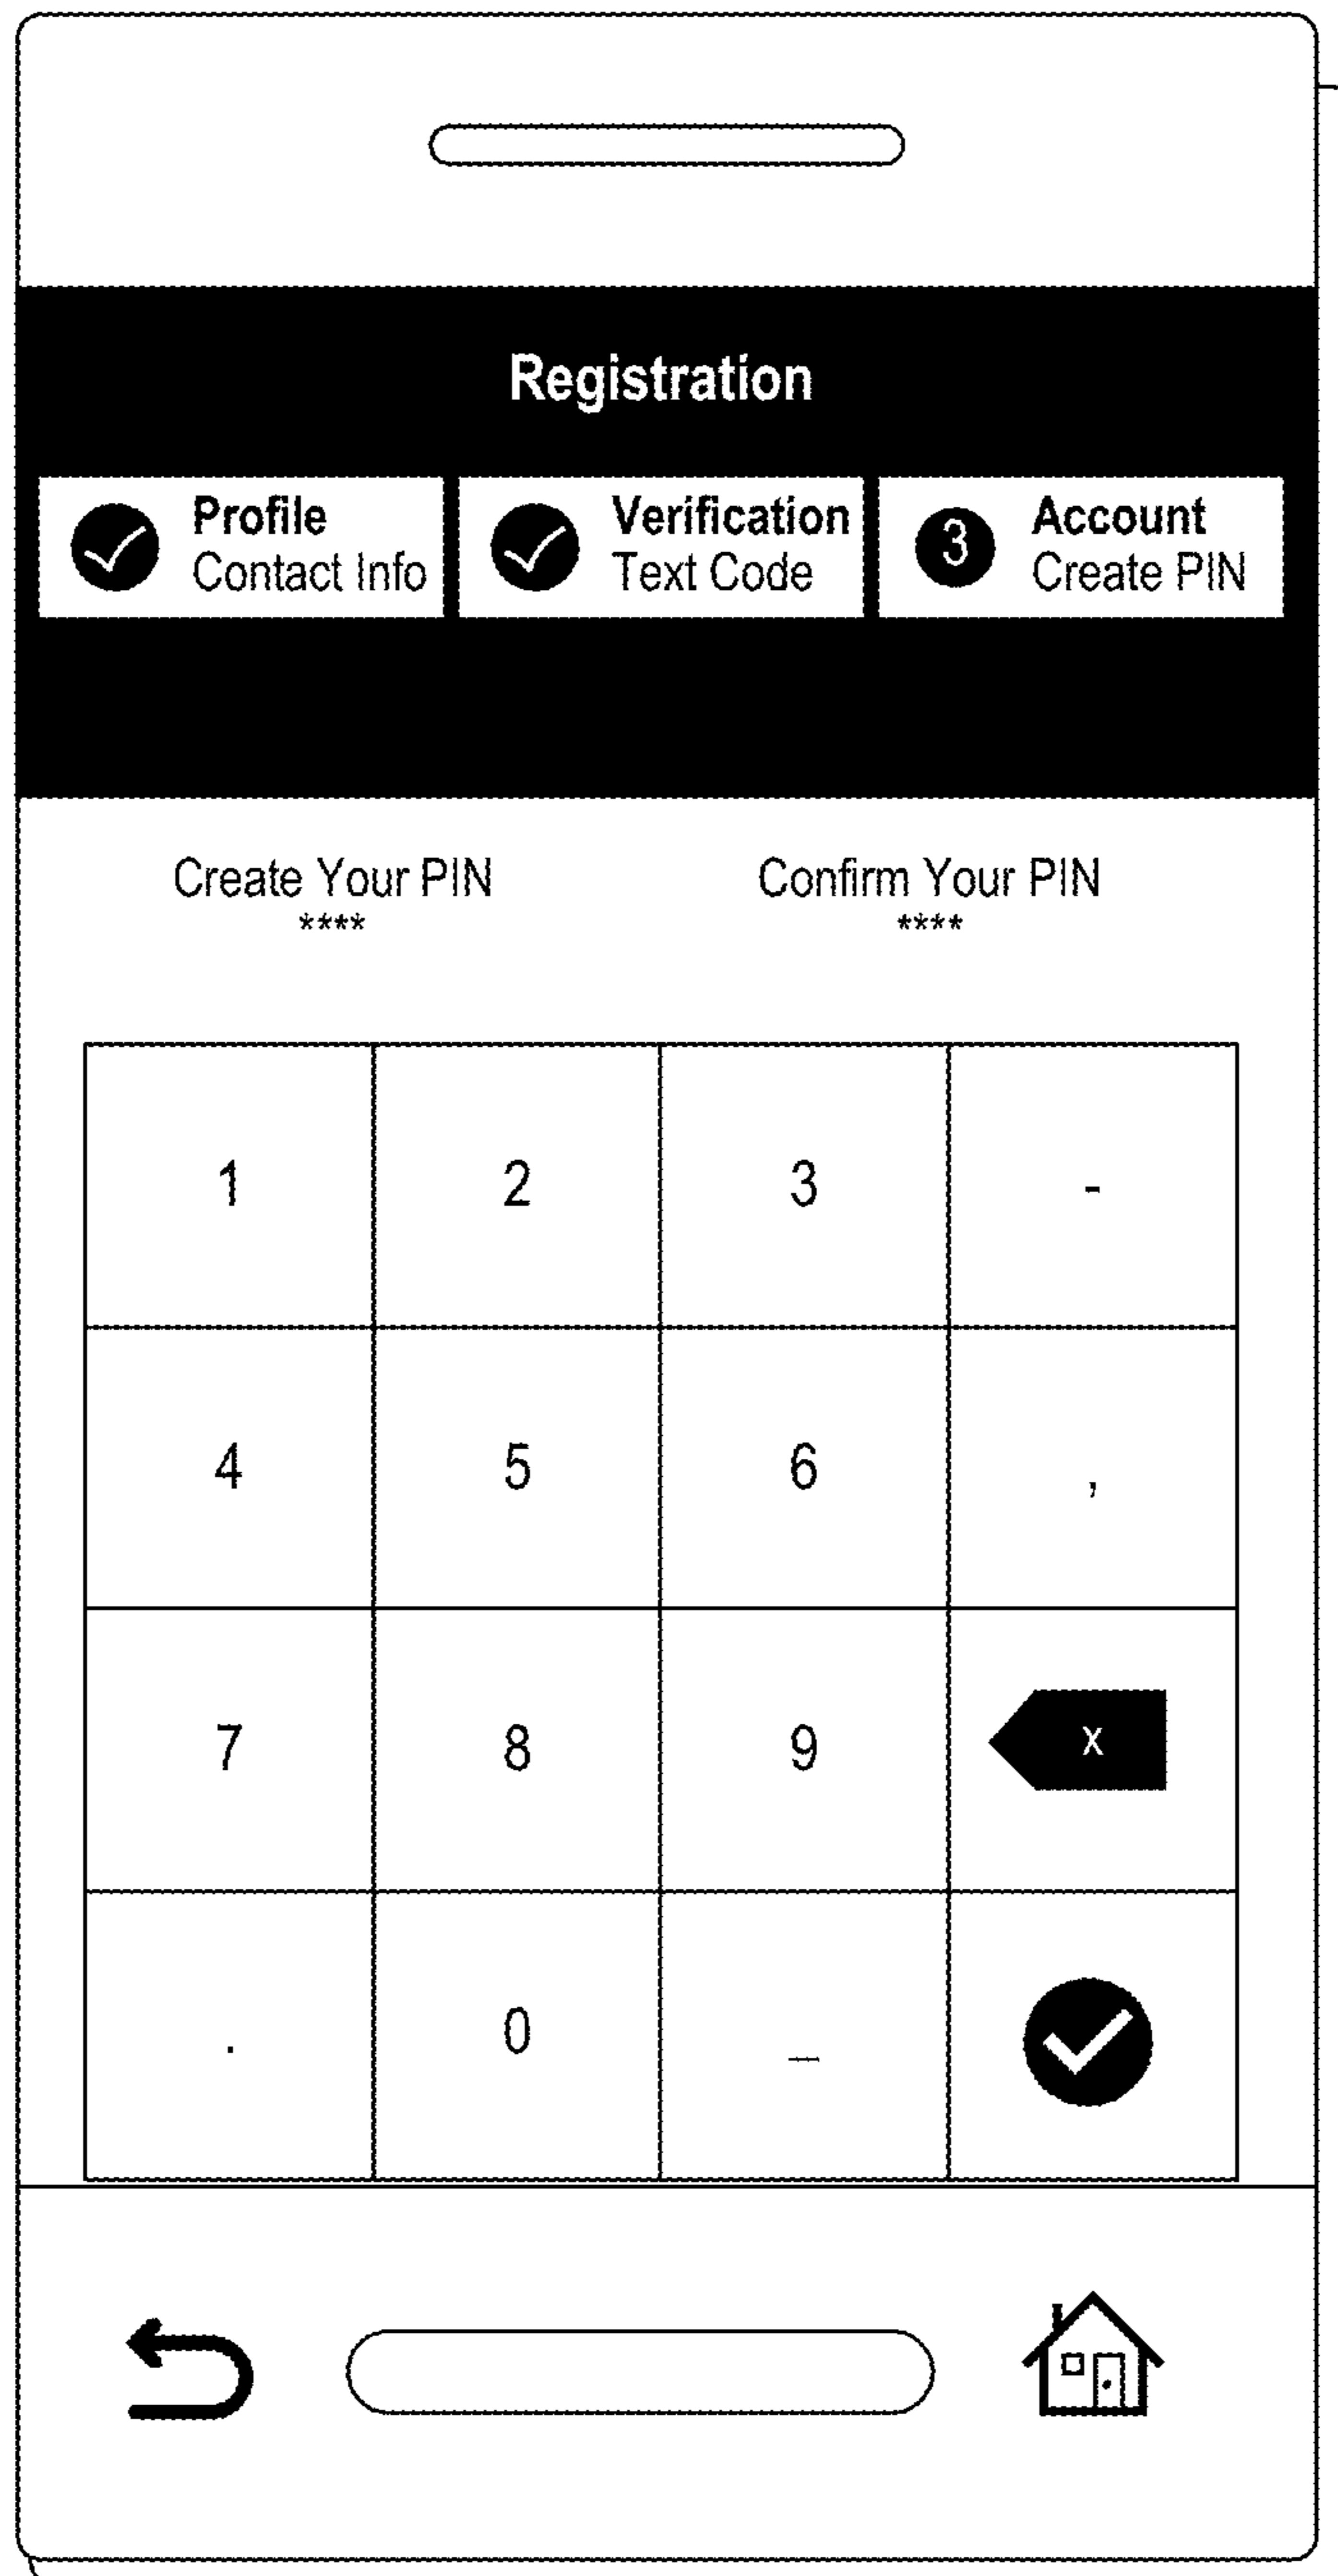 Registration
Profile
Contact Info
Verification
Text Code
3
Account
Create PIN
Create Your PIN
****
Confirm Your PIN
****
1 2 3 -
4 5 6 ,
7 8 9 X
. 0 _